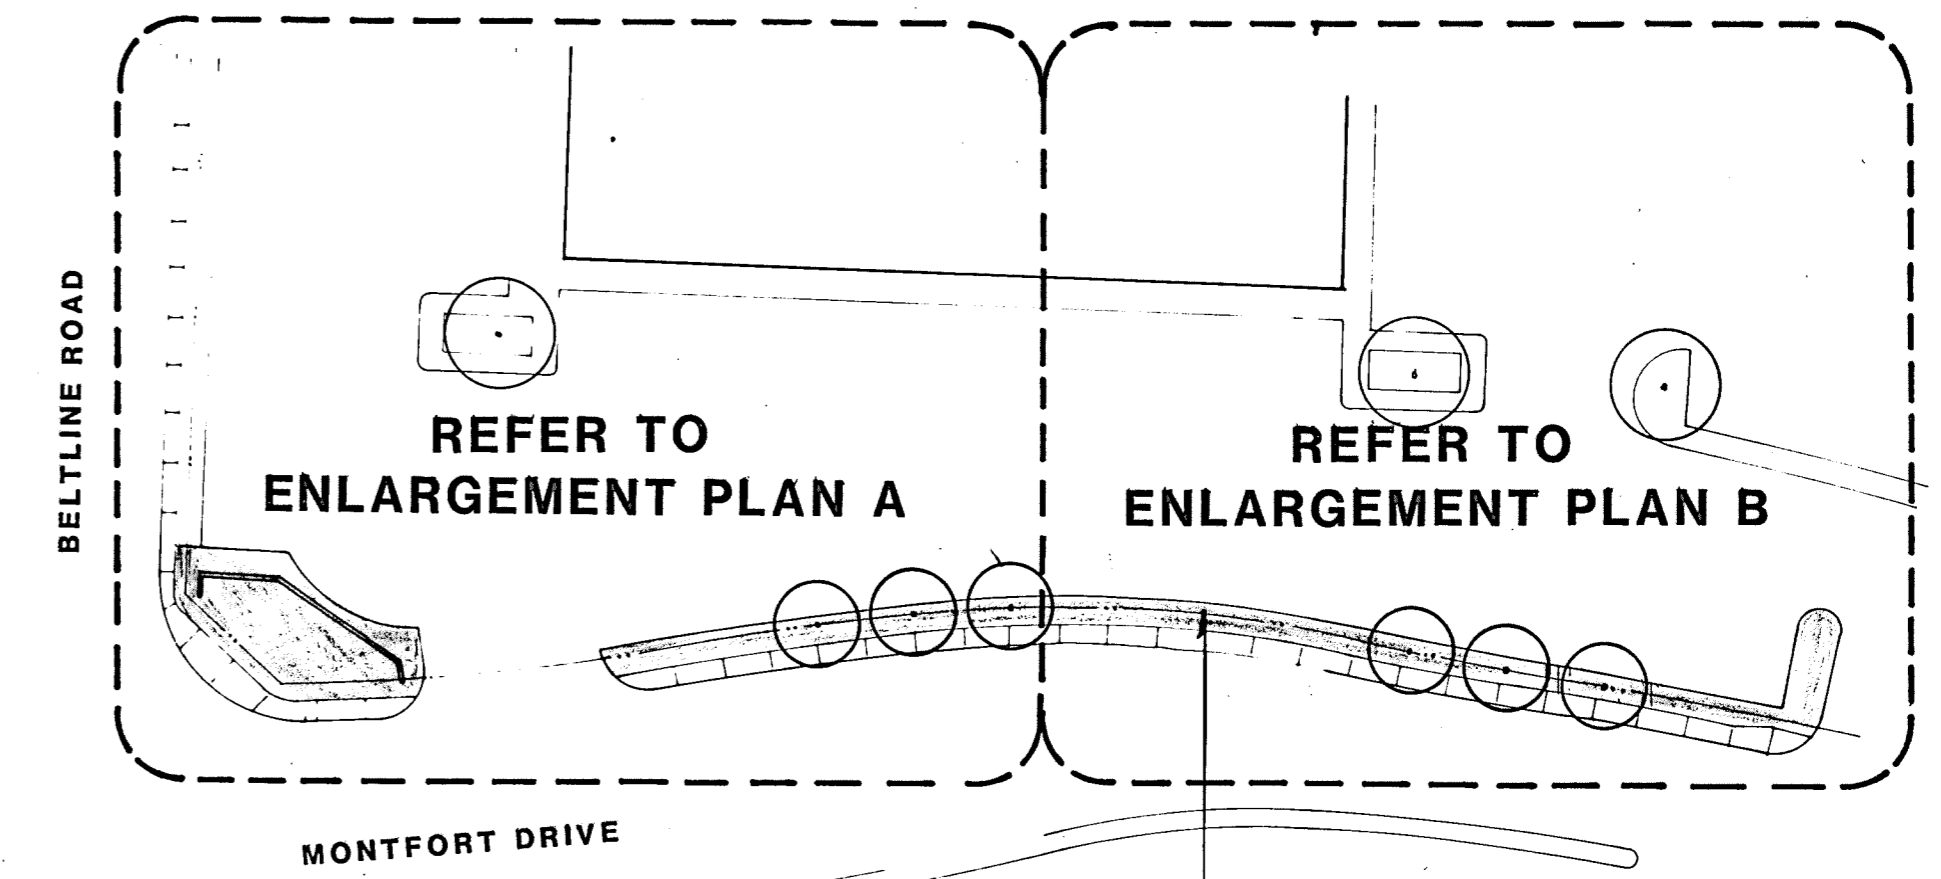 BELTLINE ROAD
REFER TO
ENLARGEMENT PLAN A
REFER TO
ENLARGEMENT PLAN B
MONTFORT DRIVE